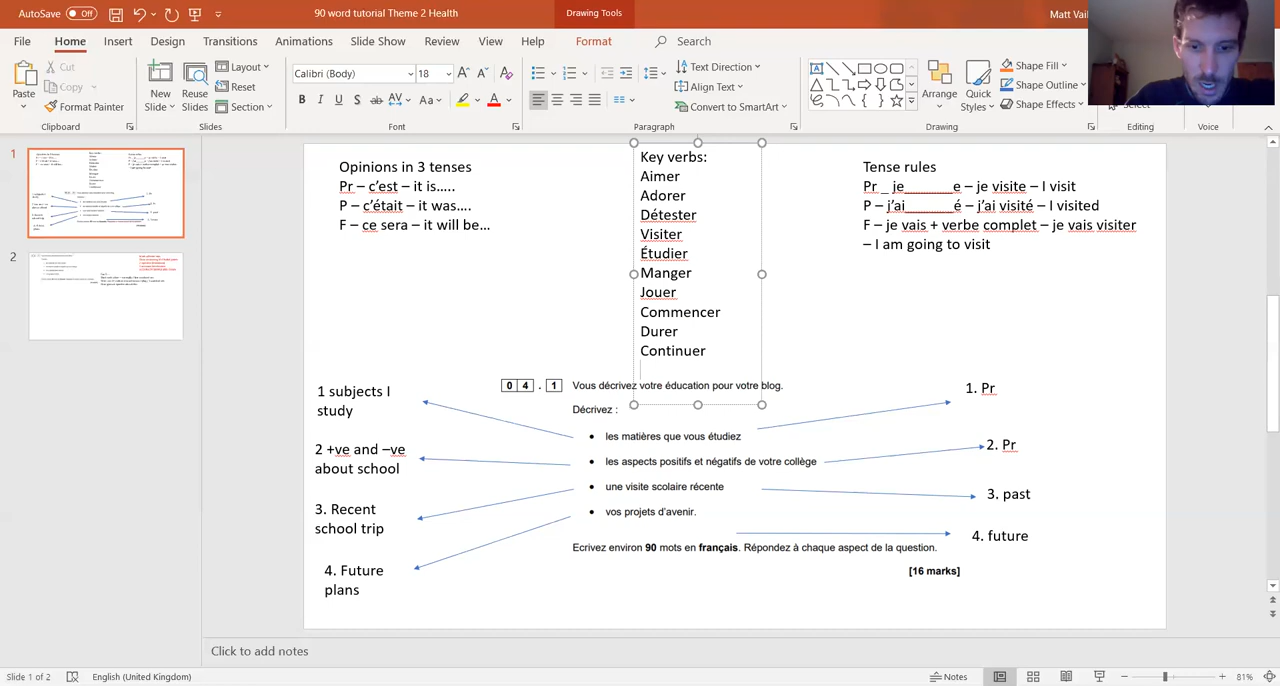 AutoSave Off 90 word tutorial Theme 2 Health Drawing Tools Matt Vail
File Home Insert Design Transitions Animations Slide Show Review View Help Format Search
Paste Cut Copy Format Painter
New Slide Reuse Slides Layout Reset Section
Calibri (Body) 18
Text Direction Align Text Convert to SmartArt
Arrange Quick Styles Shape Fill Shape Outline Shape Effects
Clipboard Slides Font Paragraph Drawing Editing Voice
1
2
Opinions in 3 tenses
Pr – c'est – it is.....
P – c'était – it was....
F – ce sera – it will be...
Key verbs:
Aimer
Adorer
Détester
Visiter
Étudier
Manger
Jouer
Commencer
Durer
Continuer
Tense rules
Pr _ je_________e – je visite – I visit
P – j'ai_________é – j'ai visité – I visited
F – je vais + verbe complet – je vais visiter
– I am going to visit
0 4 . 1 Vous décrivez votre éducation pour votre blog.
Décrivez :
• les matières que vous étudiez
• les aspects positifs et négatifs de votre collège
• une visite scolaire récente
• vos projets d'avenir.
Ecrivez environ 90 mots en français. Répondez à chaque aspect de la question.
[16 marks]
1 subjects I
study
2 +ve and –ve
about school
3. Recent
school trip
4. Future
plans
1. Pr
2. Pr
3. past
4. future
Click to add notes
Slide 1 of 2 English (United Kingdom) Notes 81%